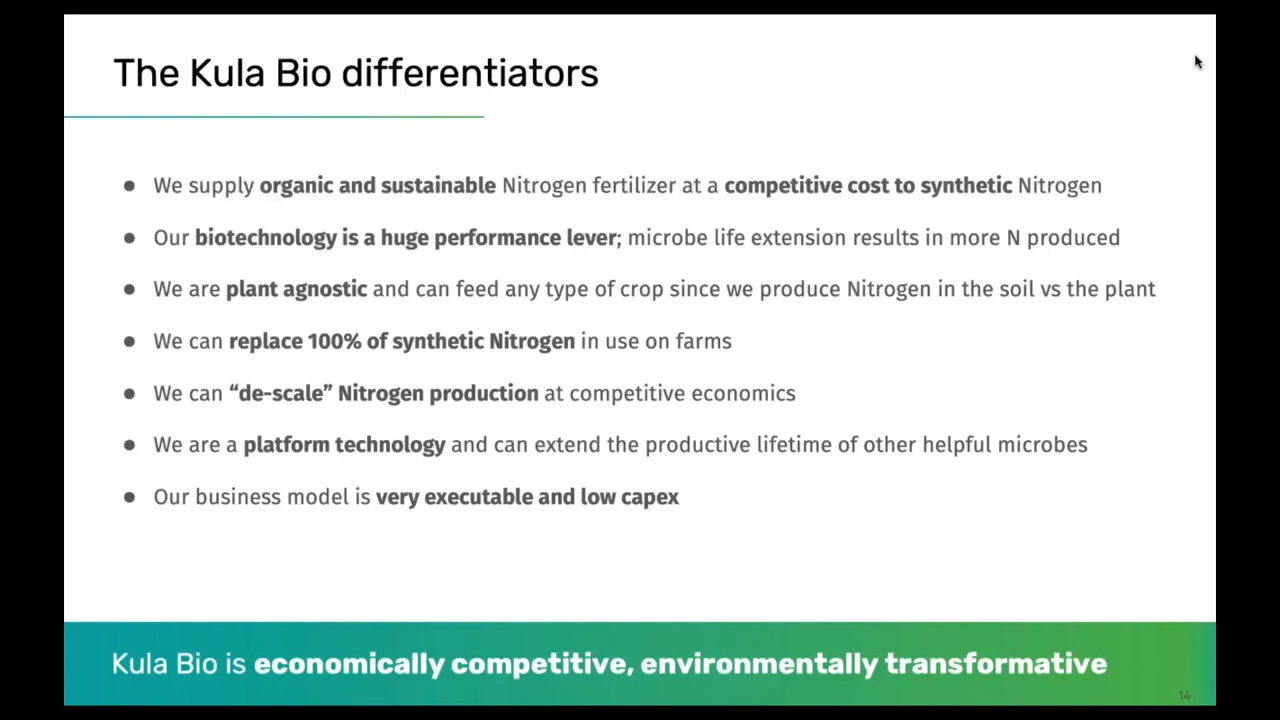 The Kula Bio differentiators
● We supply organic and sustainable Nitrogen fertilizer at a competitive cost to synthetic Nitrogen
● Our biotechnology is a huge performance lever; microbe life extension results in more N produced
● We are plant agnostic and can feed any type of crop since we produce Nitrogen in the soil vs the plant
● We can replace 100% of synthetic Nitrogen in use on farms
● We can “de-scale” Nitrogen production at competitive economics
● We are a platform technology and can extend the productive lifetime of other helpful microbes
● Our business model is very executable and low capex
Kula Bio is economically competitive, environmentally transformative
14